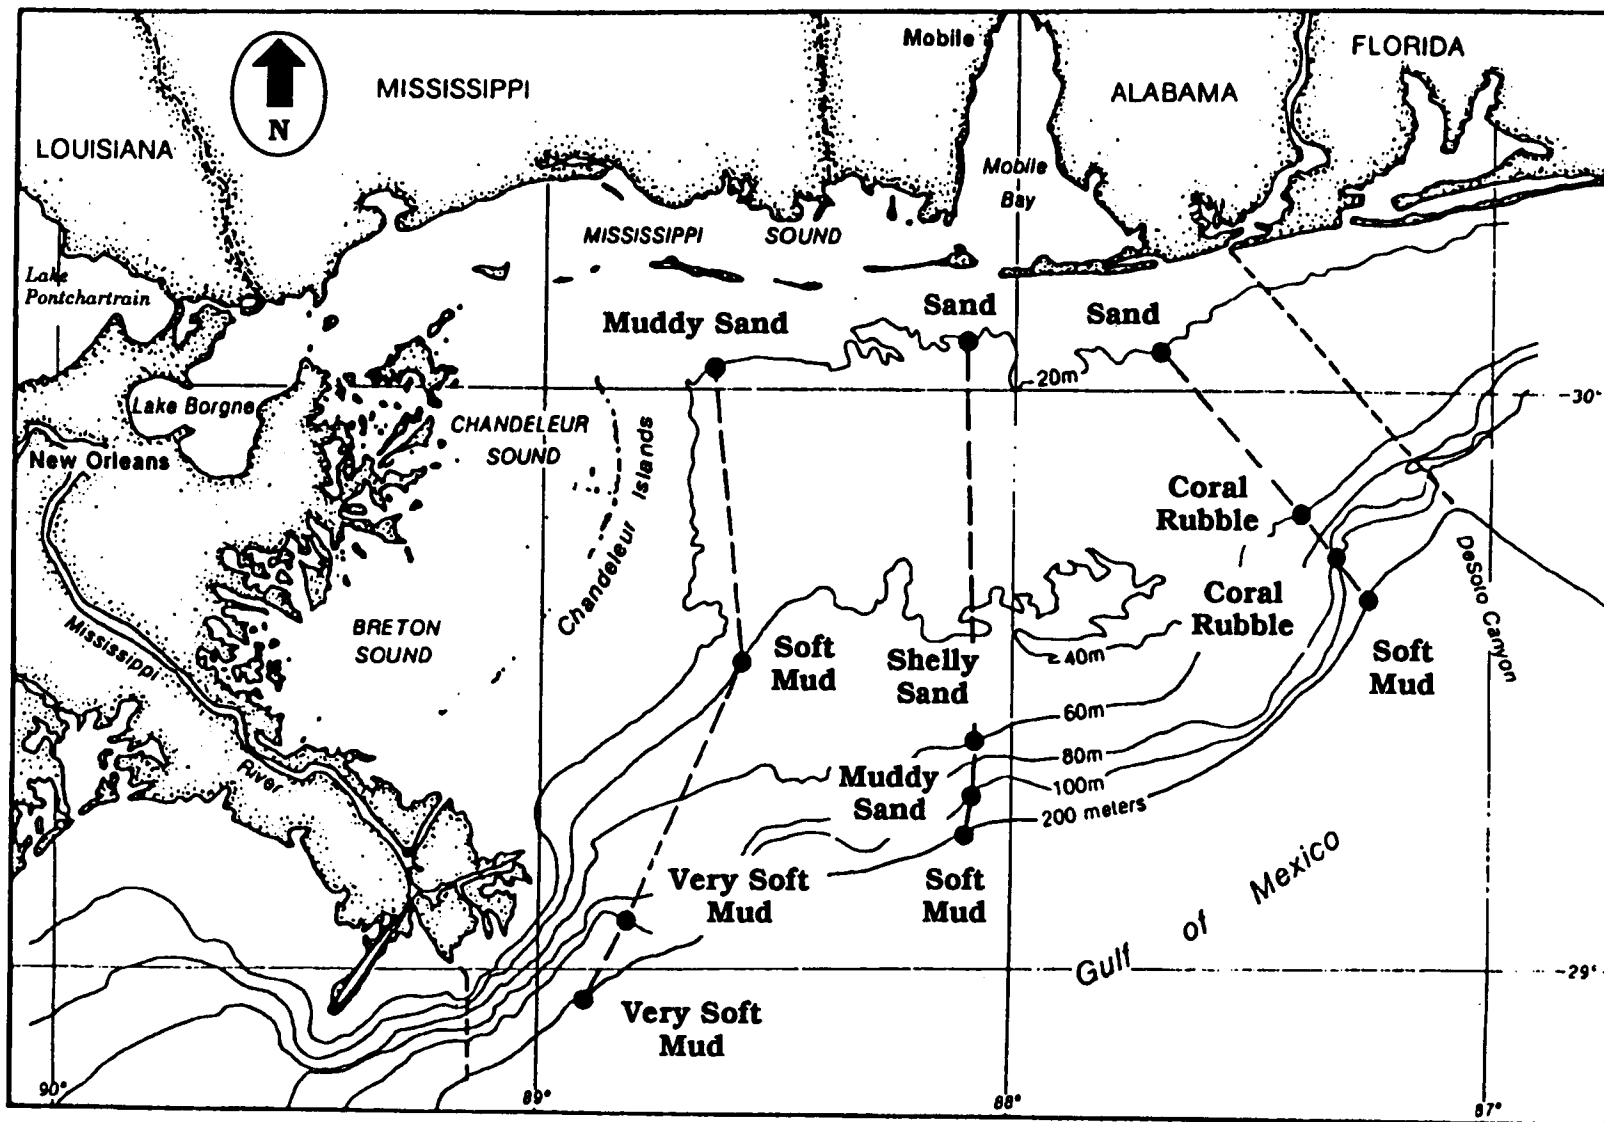 Mobile
FLORIDA
MISSISSIPPI
ALABAMA
N
LOUISIANA
Mobile
Bay
MISSISSIPPI SOUND
Lake
Pontchartrain
Sand
Sand
Muddy Sand
20m
30°
Lake Borgne
CHANDELEUR
SOUND
New Orleans
Chandeleur Islands
Coral
Rubble
DeSoto Canyon
Coral
Rubble
Mississippi
River
BRETON
SOUND
Soft
Mud
Shelly
Sand
40m
Soft
Mud
60m
80m
Muddy
Sand
100m
200 meters
Very Soft
Mud
Soft
Mud
Gulf of Mexico
29°
Very Soft
Mud
90°
89°
88°
87°